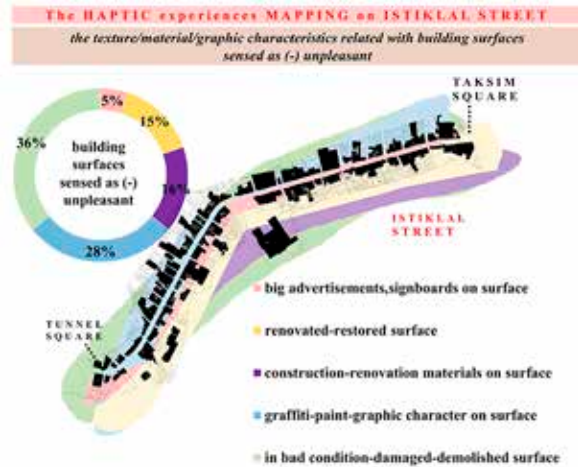 The HAPTIC experiences MAPPING on ISTIKLAL STREET
the texture/material/graphic characteristics related with building surfaces
sensed as (-) unpleasant
TAKSIM
SQUARE
5%
15%
36%
building
surfaces
sensed as (-)
unpleasant
16%
28%
ISTIKLAL
STREET
big advertisements,signboards on surface
renovated-restored surface
TUNNEL
SQUARE
construction-renovation materials on surface
graffiti-paint-graphic character on surface
in bad condition-damaged-demolished surface